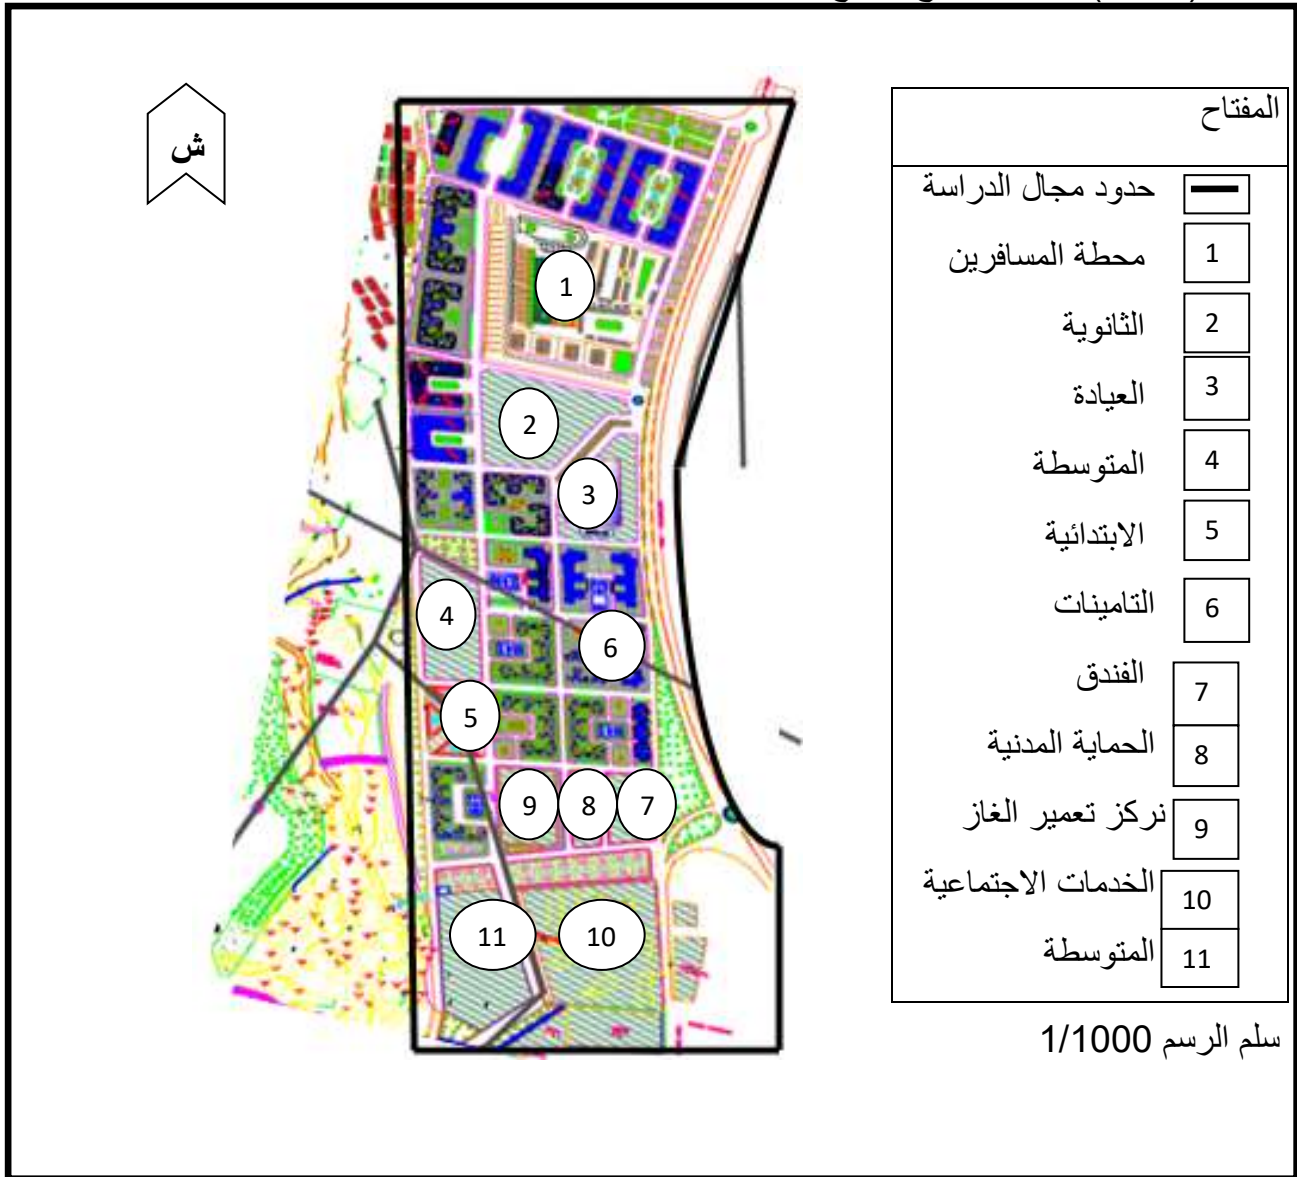 ش
المفتاح
حدود مجال الدراسة
1 محطة المسافرين
2 الثانوية
3 العيادة
4 المتوسطة
5 الابتدائية
6 التامينات
7 الفندق
8 الحماية المدنية
9 نركز تعمير الغاز
10 الخدمات الاجتماعية
11 المتوسطة
سلم الرسم 1/1000
1
2
3
4
6
5
9
8
7
11
10